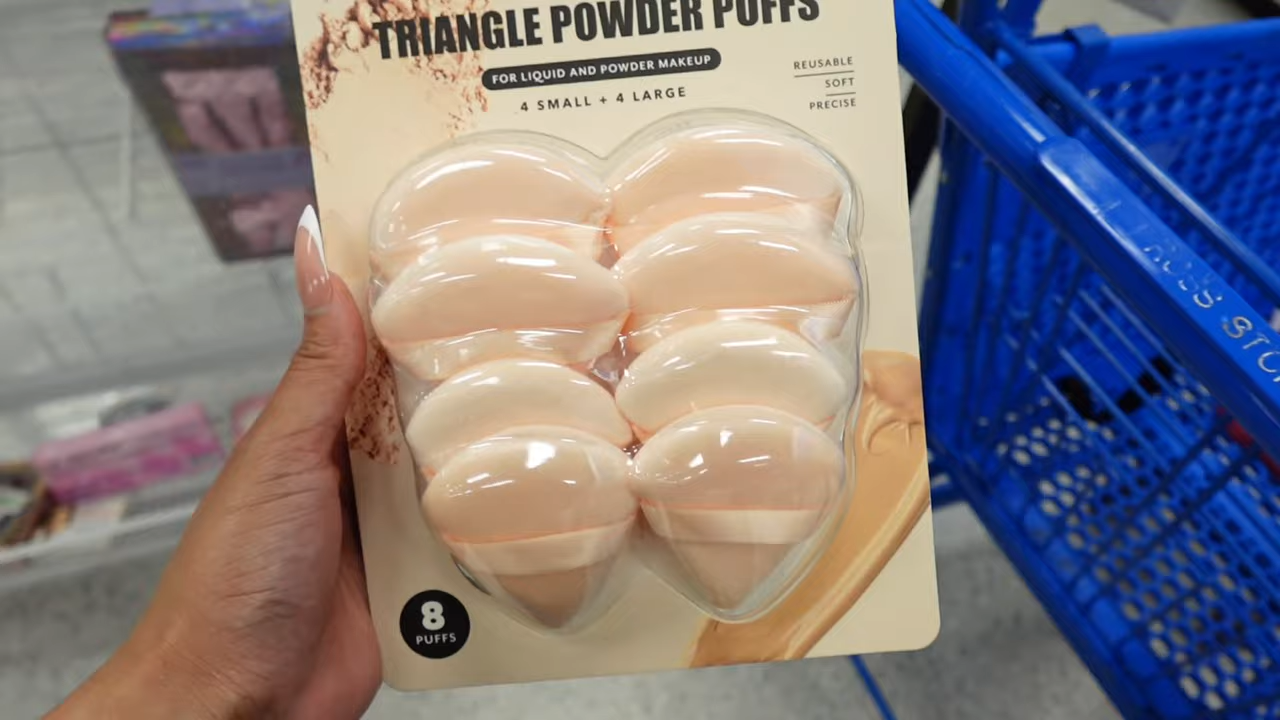 TRIANGLE POWDER PUFFS
FOR LIQUID AND POWDER MAKEUP
4 SMALL + 4 LARGE
REUSABLE
SOFT
PRECISE
8
PUFFS
ROSS STO